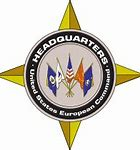 HEADQUARTERS
United States European Command